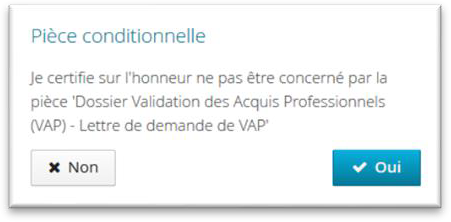 Pièce conditionnelle
Je certifie sur l'honneur ne pas être concerné par la
pièce 'Dossier Validation des Acquis Professionnels
(VAP) - Lettre de demande de VAP'
✖ Non
✔ Oui